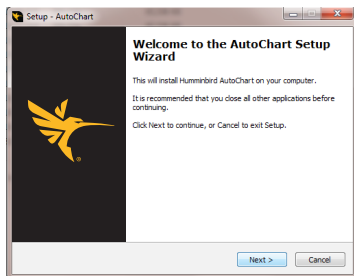 Setup - AutoChart
Welcome to the AutoChart Setup
Wizard
This will install Humminbird AutoChart on your computer.
It is recommended that you close all other applications before
continuing.
Click Next to continue, or Cancel to exit Setup.
Next >
Cancel